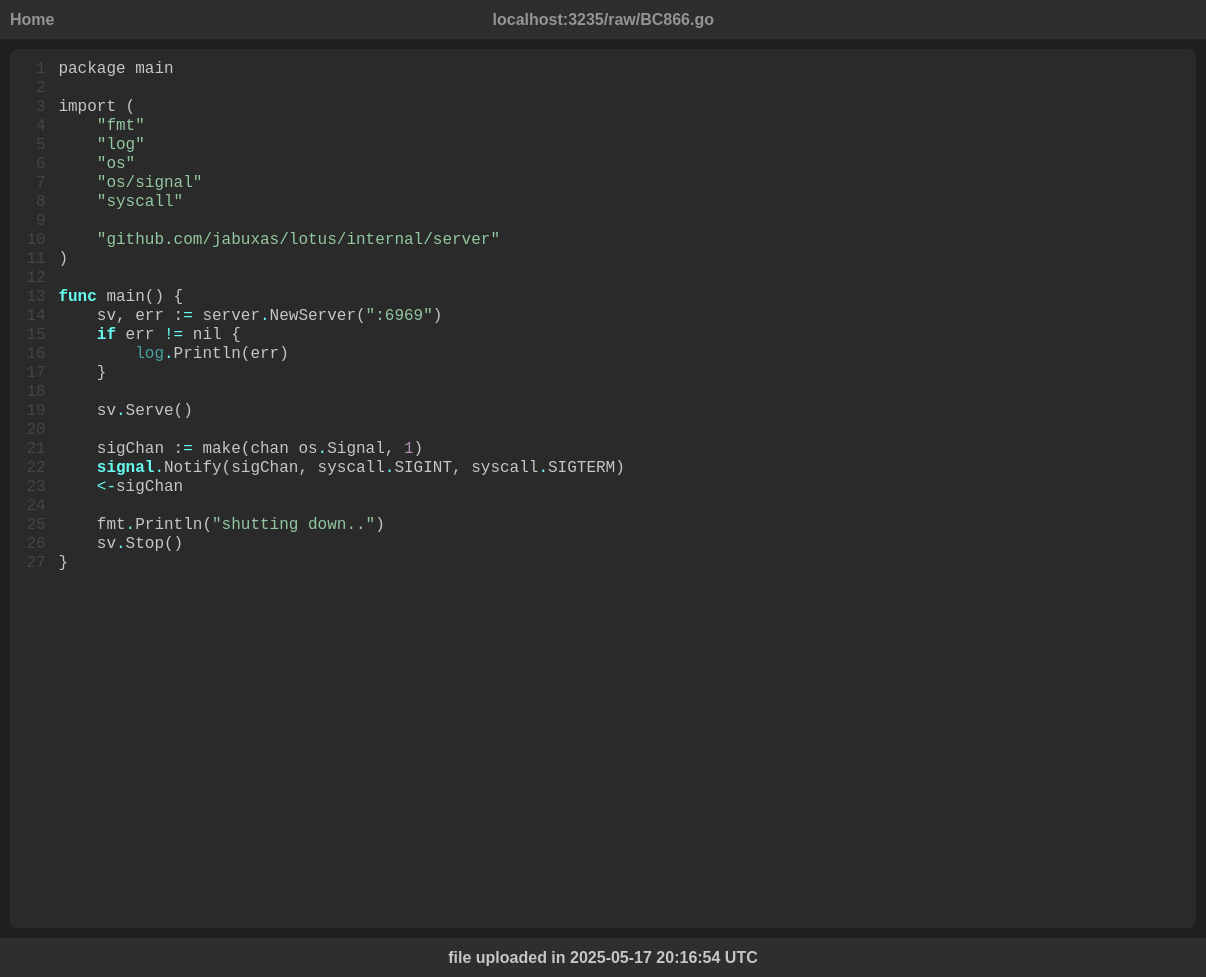 Home
localhost:3235/raw/BC866.go
1 package main
2
3 import (
4     "fmt"
5     "log"
6     "os"
7     "os/signal"
8     "syscall"
9
10     "github.com/jabuxas/lotus/internal/server"
11 )
12
13 func main() {
14     sv, err := server.NewServer(":6969")
15     if err != nil {
16         log.Println(err)
17     }
18
19     sv.Serve()
20
21     sigChan := make(chan os.Signal, 1)
22     signal.Notify(sigChan, syscall.SIGINT, syscall.SIGTERM)
23     <-sigChan
24
25     fmt.Println("shutting down..")
26     sv.Stop()
27 }
file uploaded in 2025-05-17 20:16:54 UTC